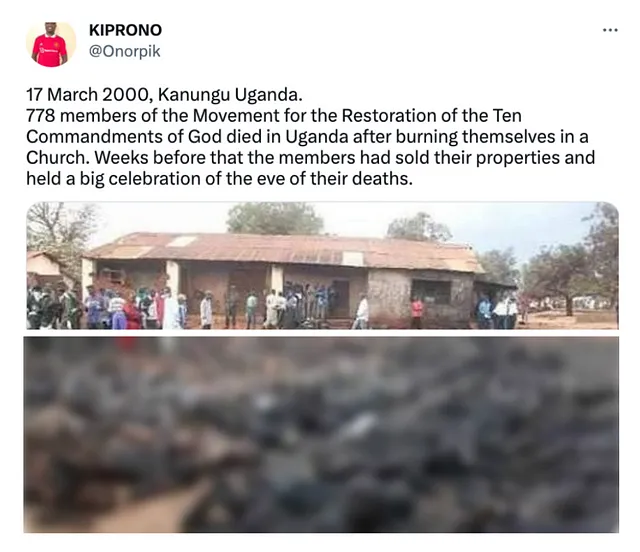 KIPRONO
@Onorpik
17 March 2000, Kanungu Uganda.
778 members of the Movement for the Restoration of the Ten
Commandments of God died in Uganda after burning themselves in a
Church. Weeks before that the members had sold their properties and
held a big celebration of the eve of their deaths.